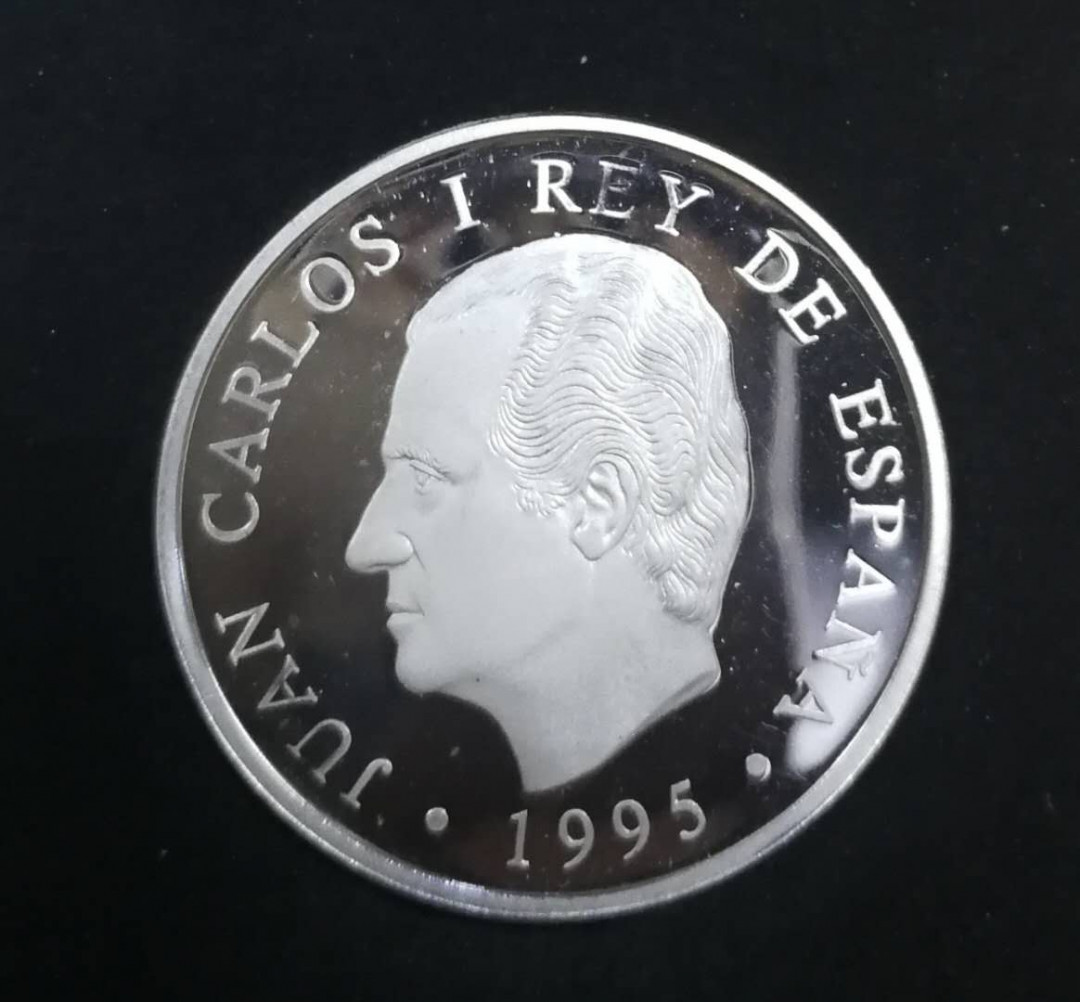 JUAN CARLOS I REY DE ESPAÑA
• 1995 •